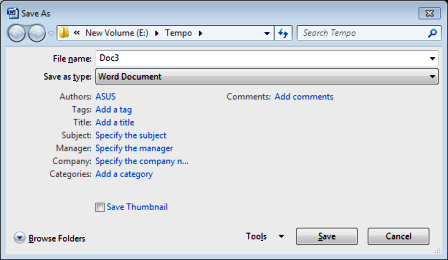 Save As
« New Volume (E:) ▸ Tempo ▸ Search Tempo
File name: Doc3
Save as type: Word Document
Authors: ASUS Comments: Add comments
Tags: Add a tag
Title: Add a title
Subject: Specify the subject
Manager: Specify the manager
Company: Specify the company n...
Categories: Add a category
Save Thumbnail
Browse Folders Tools Save Cancel